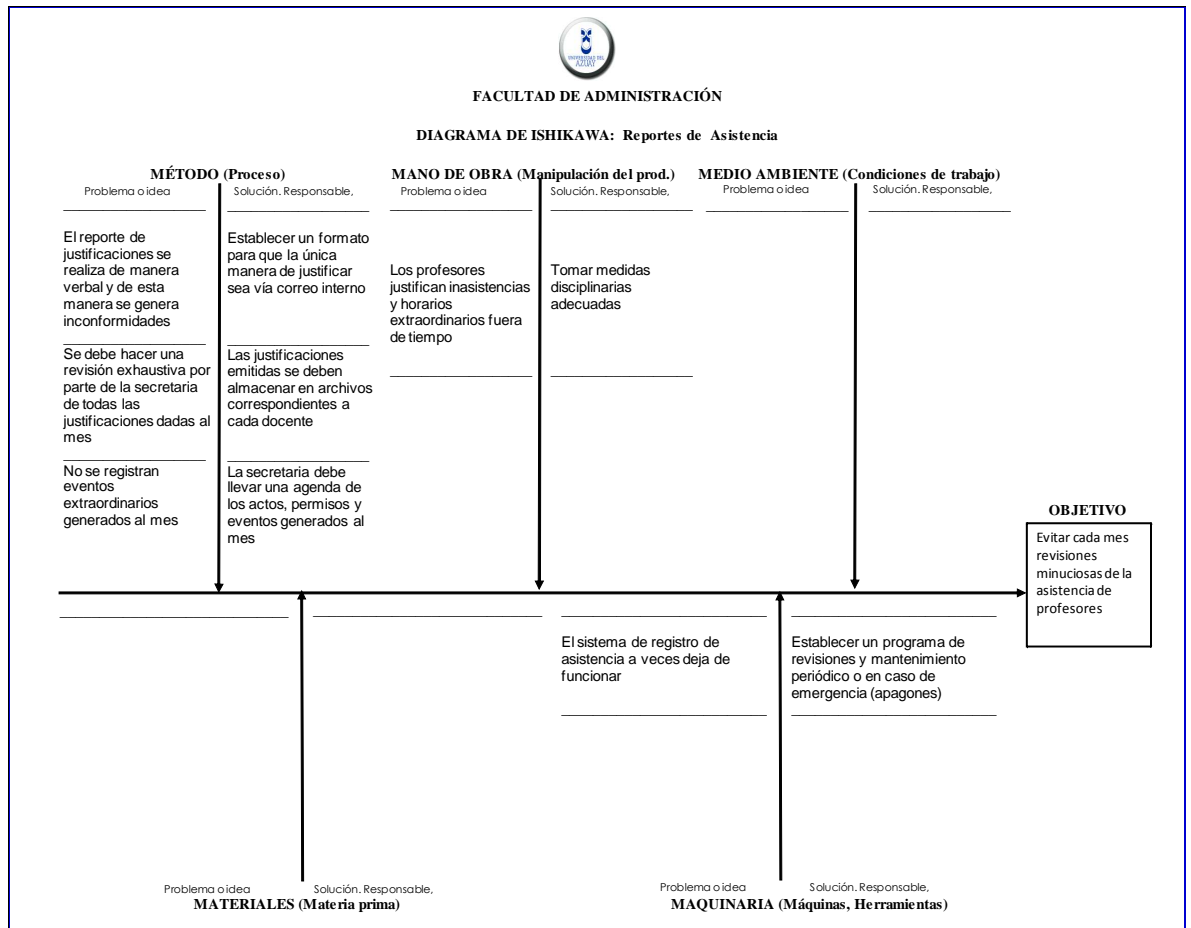 UNIVERSIDAD DEL
AZUAY
FACULTAD DE ADMINISTRACIÓN
DIAGRAMA DE ISHIKAWA: Reportes de Asistencia
MÉTODO (Proceso)
Problema o idea
Solución. Responsable,
El reporte de
justificaciones se
realiza de manera
verbal y de esta
manera se genera
inconformidades
Establecer un formato
para que la única
manera de justificar
sea vía correo interno
Se debe hacer una
revisión exhaustiva por
parte de la secretaria
de todas las
justificaciones dadas al
mes
Las justificaciones
emitidas se deben
almacenar en archivos
correspondientes a
cada docente
No se registran
eventos
extraordinarios
generados al mes
La secretaria debe
llevar una agenda de
los actos, permisos y
eventos generados al
mes
MANO DE OBRA (Manipulación del prod.)
Problema o idea
Solución. Responsable,
Los profesores
justifican inasistencias
y horarios
extraordinarios fuera
de tiempo
Tomar medidas
disciplinarias
adecuadas
MEDIO AMBIENTE (Condiciones de trabajo)
Problema o idea
Solución. Responsable,
OBJETIVO
Evitar cada mes
revisiones
minuciosas de la
asistencia de
profesores
El sistema de registro de
asistencia a veces deja de
funcionar
Establecer un programa de
revisiones y mantenimiento
periódico o en caso de
emergencia (apagones)
Problema o idea
Solución. Responsable,
MATERIALES (Materia prima)
Problema o idea
Solución. Responsable,
MAQUINARIA (Máquinas, Herramientas)